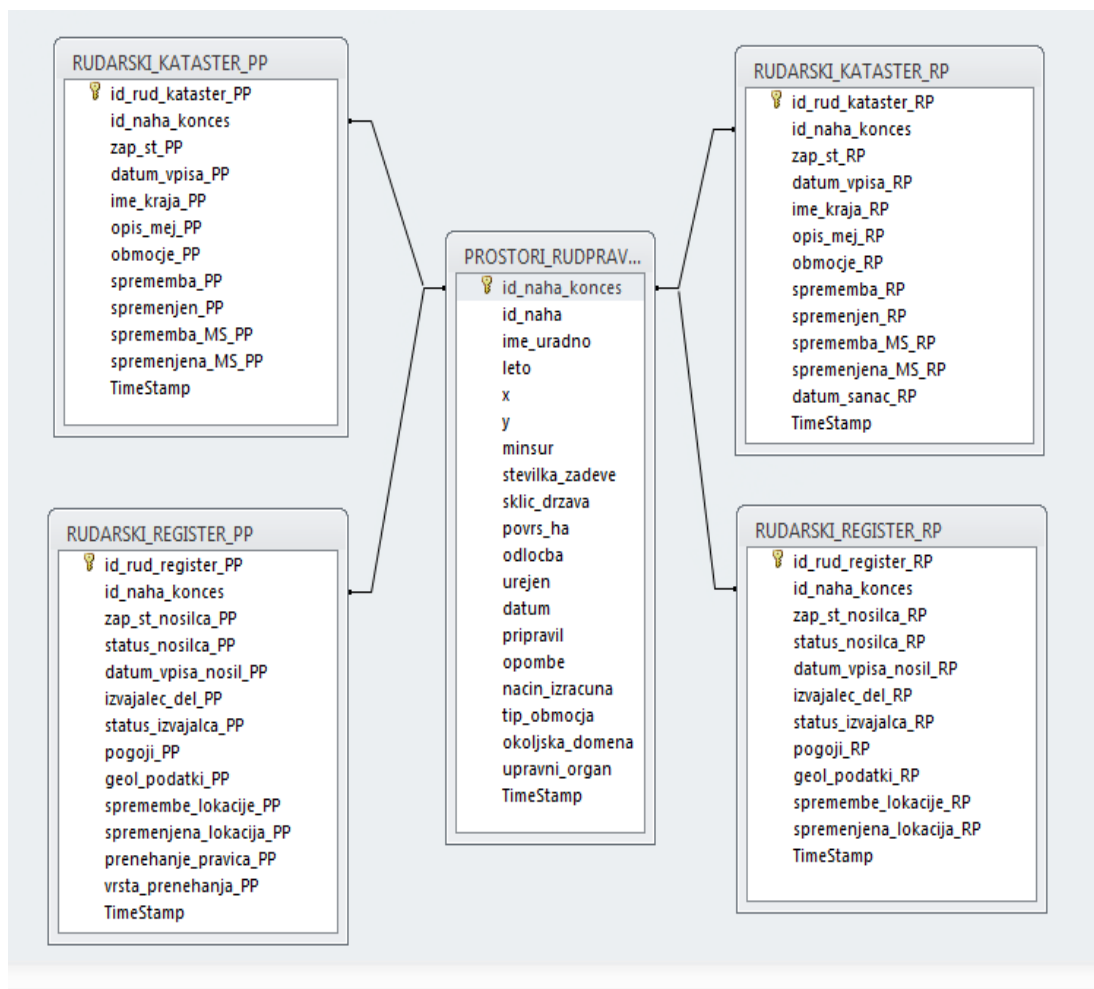 RUDARSKI_KATASTER_PP
id_rud_kataster_PP
id_naha_konces
zap_st_PP
datum_vpisa_PP
ime_kraja_PP
opis_mej_PP
obmocje_PP
sprememba_PP
spremenjen_PP
sprememba_MS_PP
spremenjena_MS_PP
TimeStamp
RUDARSKI_REGISTER_PP
id_rud_register_PP
id_naha_konces
zap_st_nosilca_PP
status_nosilca_PP
datum_vpisa_nosil_PP
izvajalec_del_PP
status_izvajalca_PP
pogoji_PP
geol_podatki_PP
spremembe_lokacije_PP
spremenjena_lokacija_PP
prenehanje_pravica_PP
vrsta_prenehanja_PP
TimeStamp
PROSTORI_RUDPRAV...
id_naha_konces
id_naha
ime_uradno
leto
x
y
minsur
stevilka_zadeve
sklic_drzava
povrs_ha
odlocba
urejen
datum
pripravil
opombe
nacin_izracuna
tip_obmocja
okoljska_domena
upravni_organ
TimeStamp
RUDARSKI_KATASTER_RP
id_rud_kataster_RP
id_naha_konces
zap_st_RP
datum_vpisa_RP
ime_kraja_RP
opis_mej_RP
obmocje_RP
sprememba_RP
spremenjen_RP
sprememba_MS_RP
spremenjena_MS_RP
datum_sanac_RP
TimeStamp
RUDARSKI_REGISTER_RP
id_rud_register_RP
id_naha_konces
zap_st_nosilca_RP
status_nosilca_RP
datum_vpisa_nosil_RP
izvajalec_del_RP
status_izvajalca_RP
pogoji_RP
geol_podatki_RP
spremembe_lokacije_RP
spremenjena_lokacija_RP
TimeStamp